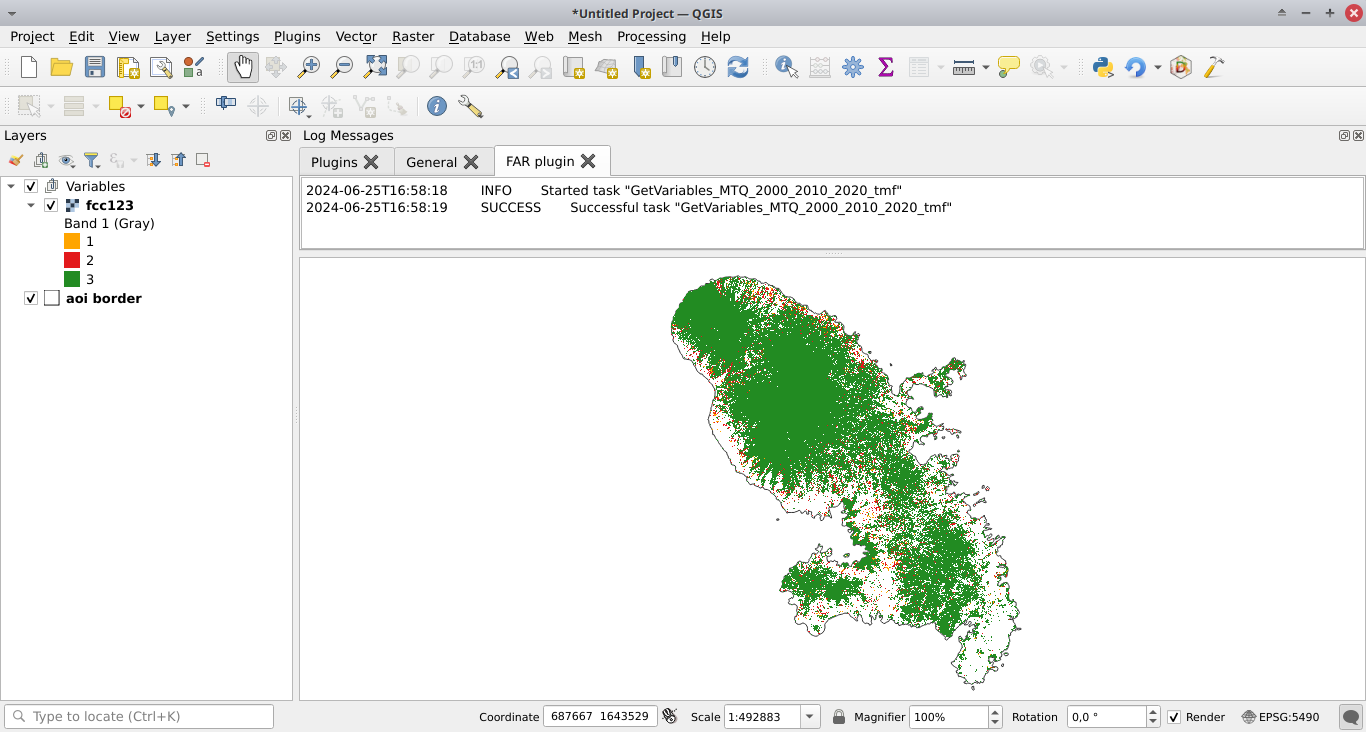 *Untitled Project — QGIS
Project Edit View Layer Settings Plugins Vector Raster Database Web Mesh Processing Help
Layers
Log Messages
Plugins General FAR plugin
Variables
fcc123
Band 1 (Gray)
1
2
3
aoi border
2024-06-25T16:58:18 INFO Started task "GetVariables_MTQ_2000_2010_2020_tmf"
2024-06-25T16:58:19 SUCCESS Successful task "GetVariables_MTQ_2000_2010_2020_tmf"
Type to locate (Ctrl+K) Coordinate 687667 1643529 Scale 1:492883 Magnifier 100% Rotation 0,0 ° Render EPSG:5490